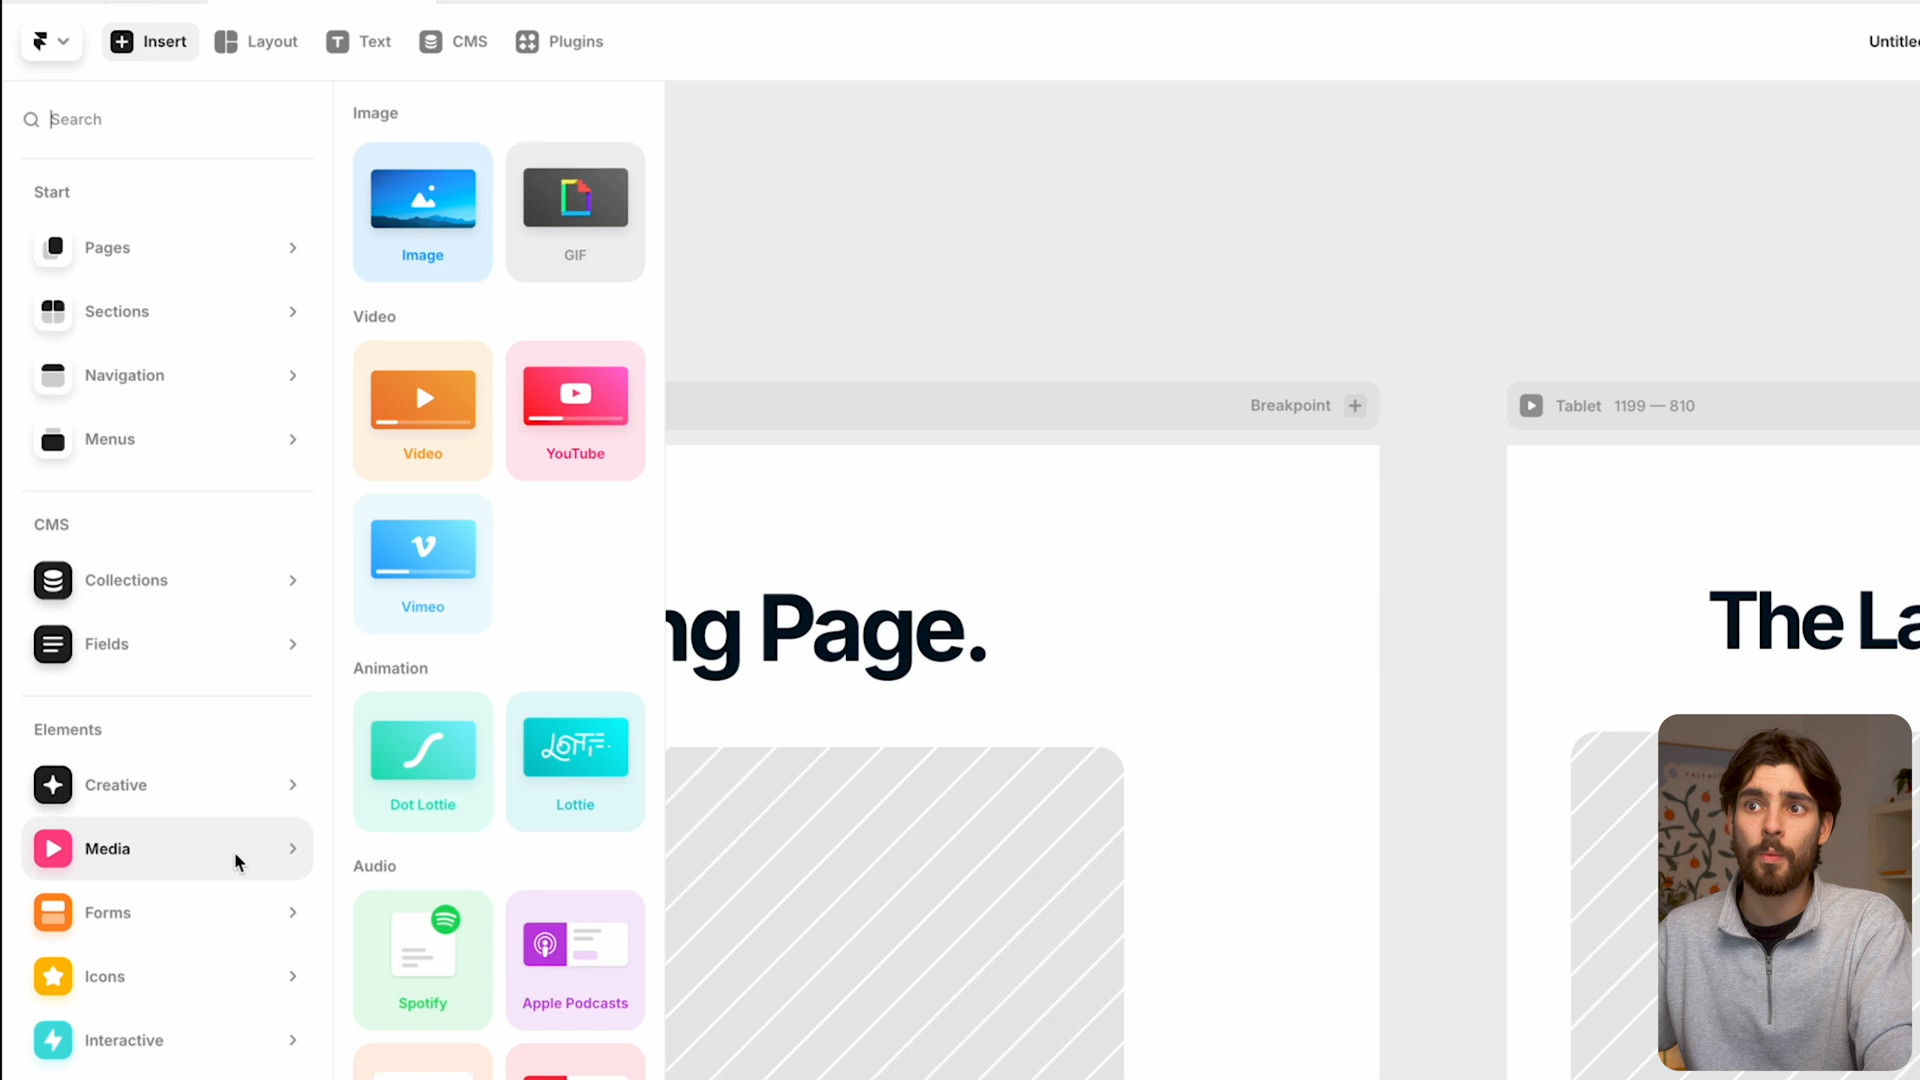 Insert
Layout
Text
CMS
Plugins
Search
Start
Pages
Sections
Navigation
Menus
CMS
Collections
Fields
Elements
Creative
Media
Forms
Icons
Interactive
Image
Image
GIF
Video
Video
YouTube
Vimeo
Animation
Dot Lottie
Lottie
Audio
Spotify
Apple Podcasts
Breakpoint
Tablet 1199 — 810
ng Page.
The La